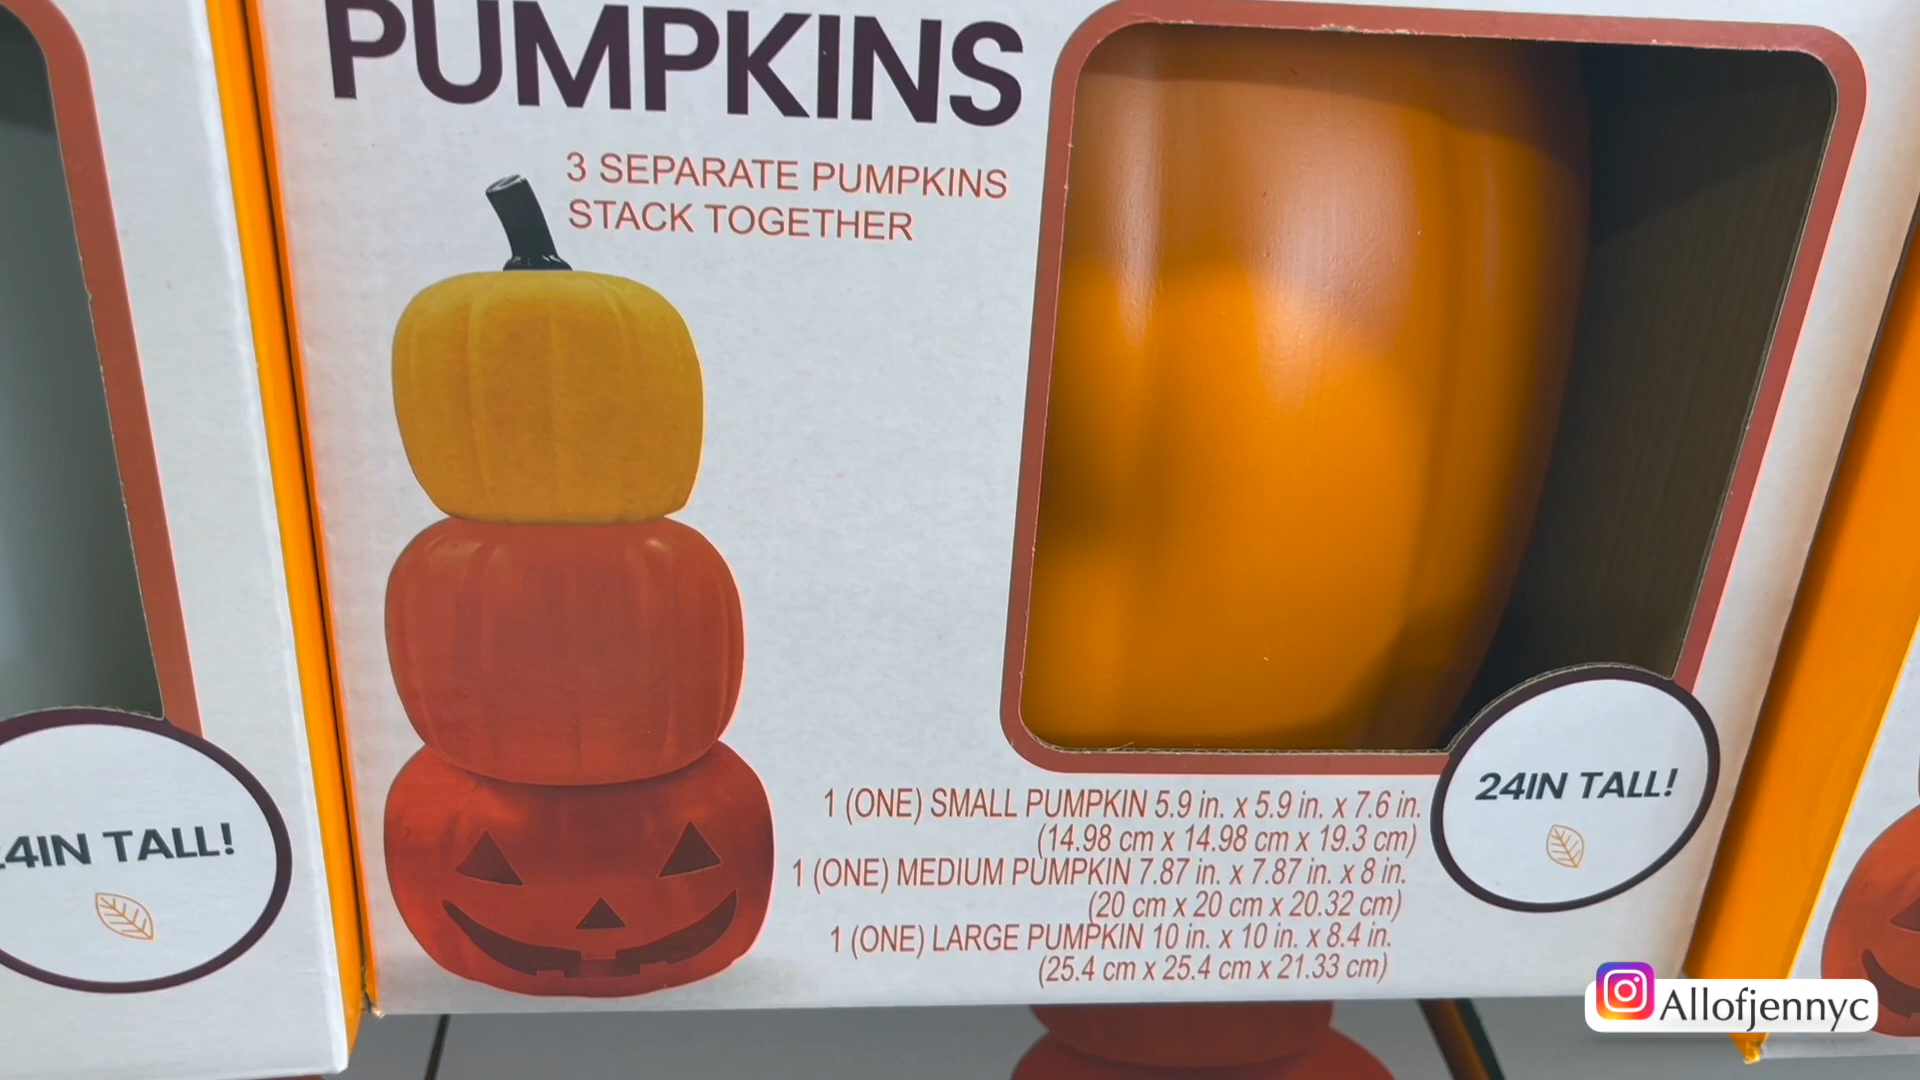 PUMPKINS
3 SEPARATE PUMPKINS
STACK TOGETHER
1 (ONE) SMALL PUMPKIN 5.9 in. x 5.9 in. x 7.6 in.
(14.98 cm x 14.98 cm x 19.3 cm)
1 (ONE) MEDIUM PUMPKIN 7.87 in. x 7.87 in. x 8 in.
(20 cm x 20 cm x 20.32 cm)
1 (ONE) LARGE PUMPKIN 10 in. x 10 in. x 8.4 in.
(25.4 cm x 25.4 cm x 21.33 cm)
24IN TALL!
4IN TALL!
Allofjennyc